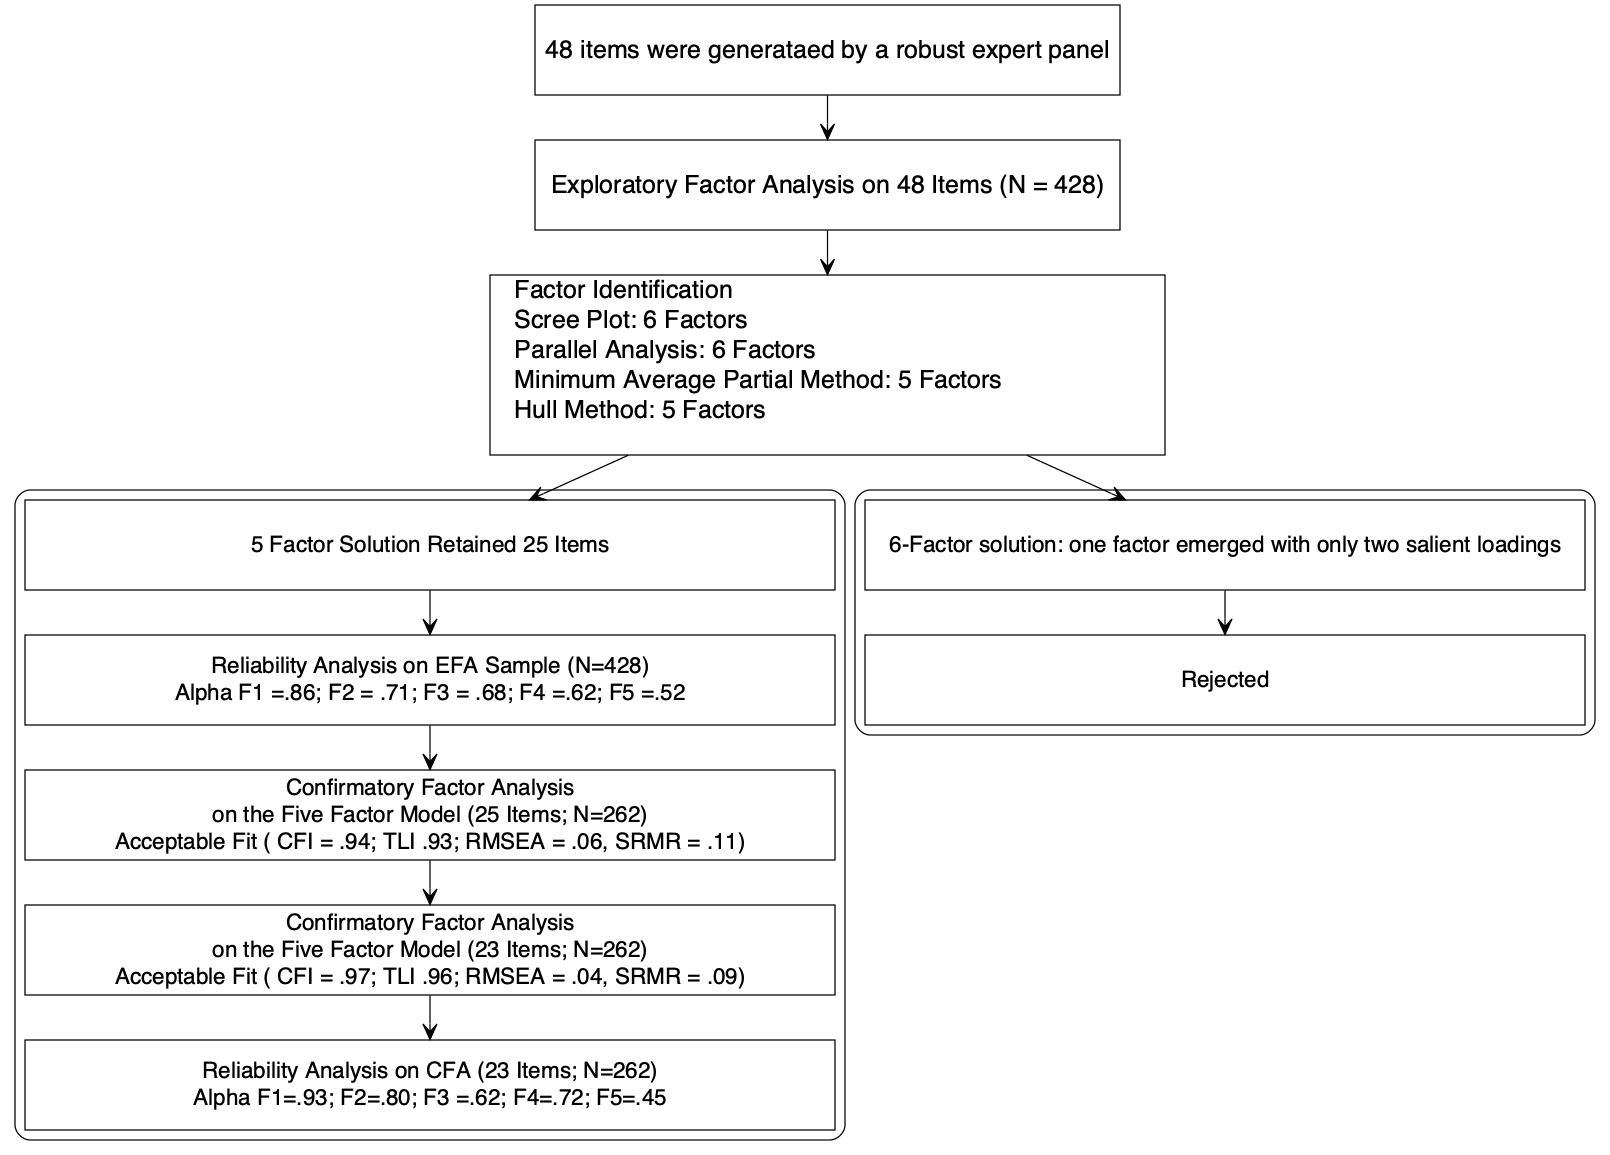 48 items were generataed by a robust expert panel
Exploratory Factor Analysis on 48 Items (N = 428)
Factor Identification
Scree Plot: 6 Factors
Parallel Analysis: 6 Factors
Minimum Average Partial Method: 5 Factors
Hull Method: 5 Factors
5 Factor Solution Retained 25 Items
Reliability Analysis on EFA Sample (N=428)
Alpha F1 =.86; F2 = .71; F3 = .68; F4 =.62; F5 =.52
Confirmatory Factor Analysis
on the Five Factor Model (25 Items; N=262)
Acceptable Fit ( CFI = .94; TLI .93; RMSEA = .06, SRMR = .11)
Confirmatory Factor Analysis
on the Five Factor Model (23 Items; N=262)
Acceptable Fit ( CFI = .97; TLI .96; RMSEA = .04, SRMR = .09)
Reliability Analysis on CFA (23 Items; N=262)
Alpha F1=.93; F2=.80; F3 =.62; F4=.72; F5=.45
6-Factor solution: one factor emerged with only two salient loadings
Rejected